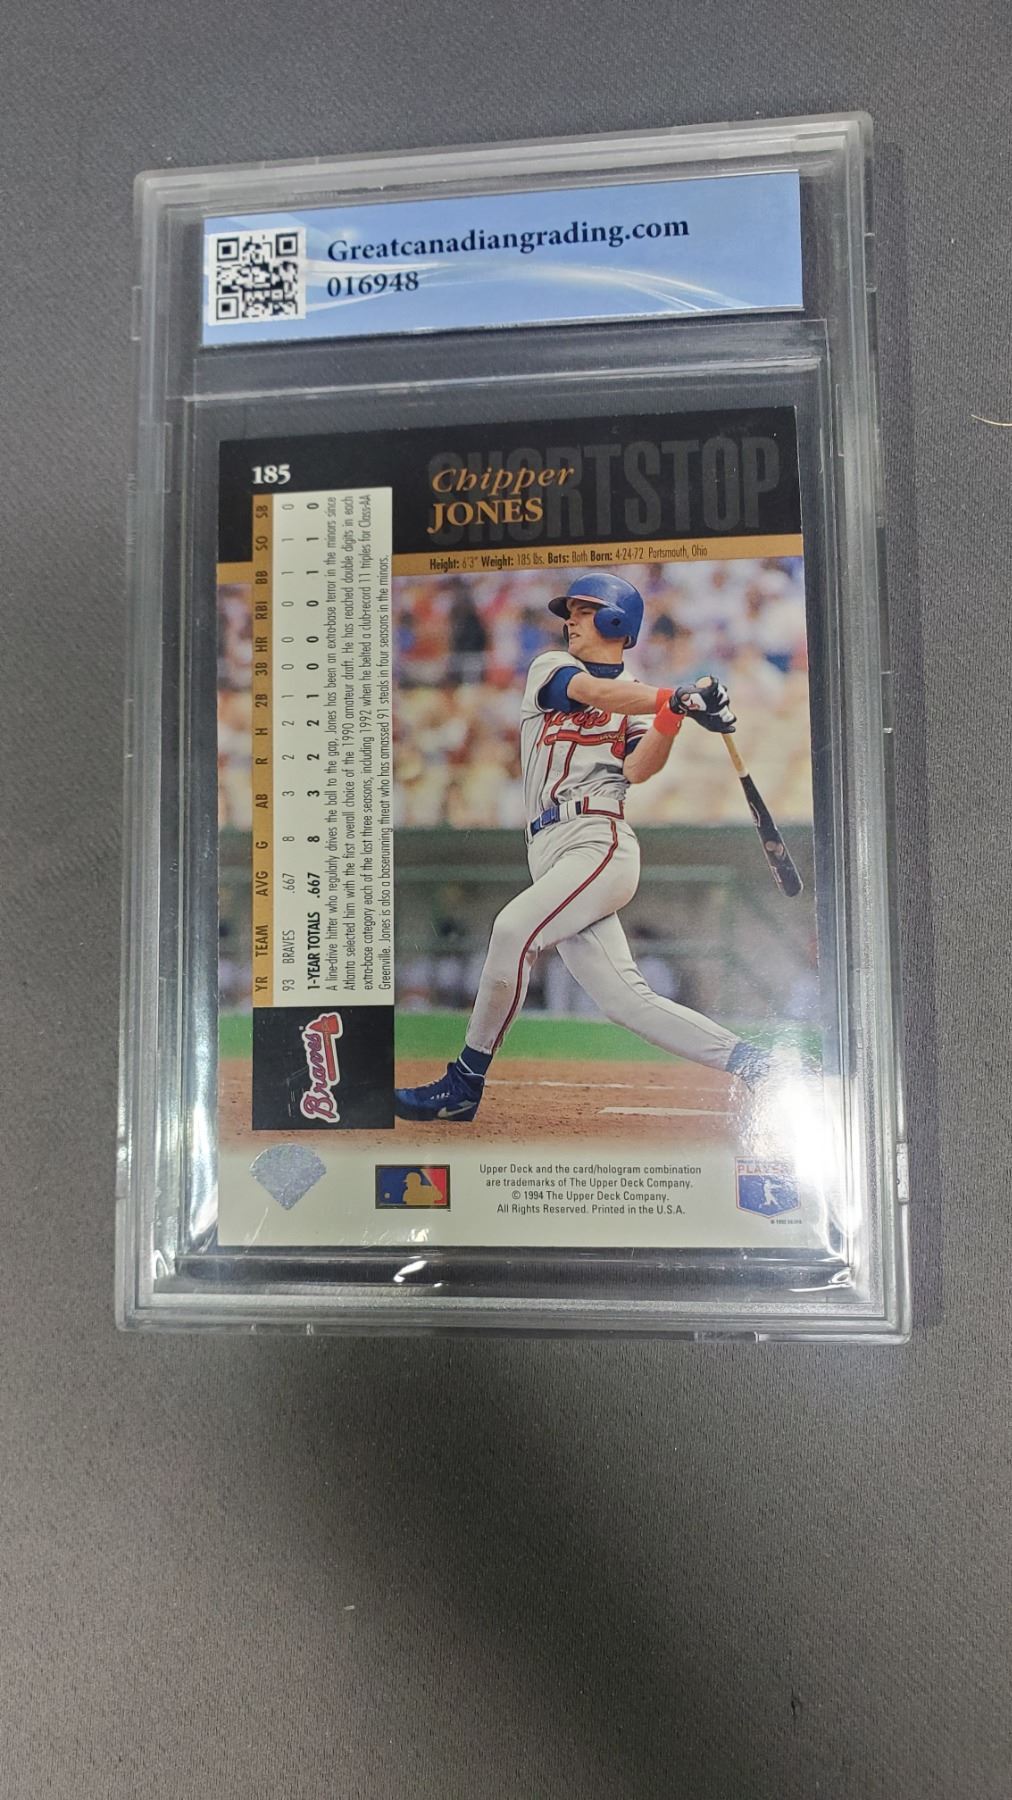 Greatcanadiangrading.com
016948
185
SHORTSTOP
Chipper
JONES
Height: 6'3" Weight: 185 lbs. Bats: Both Born: 4-24-72 Portsmouth, Ohio
YR TEAM AVG G AB R H 2B 3B HR RBI BB SO SB
93 BRAVES .667 8 3 2 2 1 0 0 0 1 1 0
1-YEAR TOTALS .667 8 3 2 2 1 0 0 0 1 1 0
A line-drive hitter who regularly drives the ball to the gap, Jones has been an extra-base terror in the minors since
Atlanta selected him with the first overall choice of the 1990 amateur draft. He has reached double digits in each
extra-base category each of the last three seasons, including 1992 when he belted a club-record 11 triples for Class-AA
Greenville. Jones is also a baserunning threat who has amassed 91 steals in four seasons in the minors.
Braves
Braves
Upper Deck and the card/hologram combination
are trademarks of The Upper Deck Company.
© 1994 The Upper Deck Company.
All Rights Reserved. Printed in the U.S.A.
PLAYERS